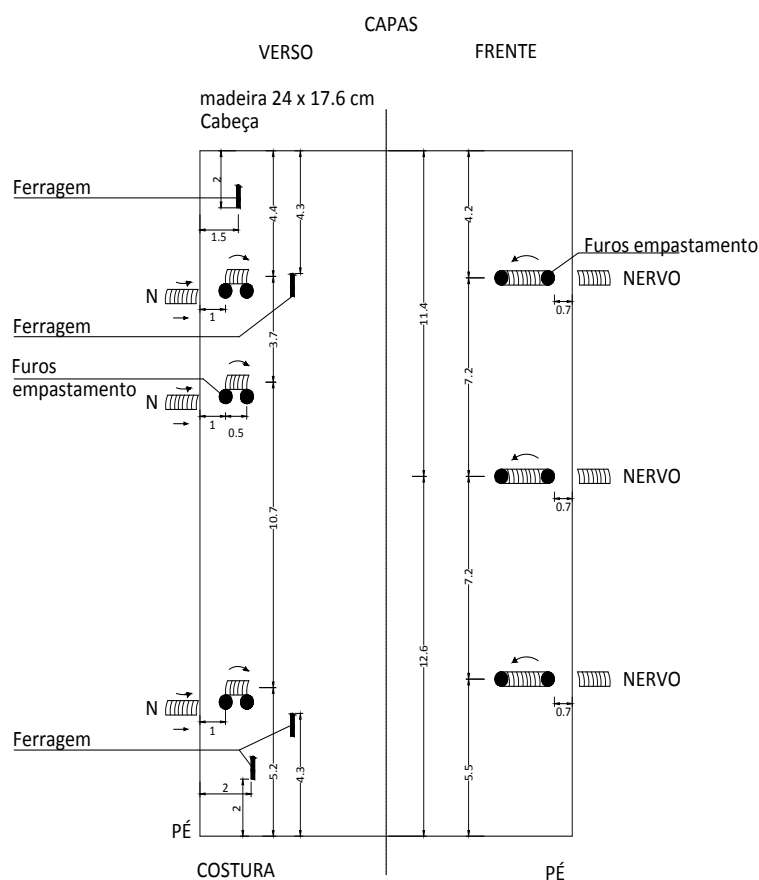 CAPAS
VERSO
FRENTE
madeira 24 x 17.6 cm
Cabeça
Ferragem
2
1.5
4.4
4.3
4.2
Furos empastamento
NERVO
0.7
N
1
Ferragem
3.7
11.4
7.2
Furos
empastamento
N
1
0.5
NERVO
0.7
10.7
7.2
12.6
NERVO
0.7
N
1
Ferragem
5.2
4.3
5.5
2
2
PÉ
COSTURA
PÉ